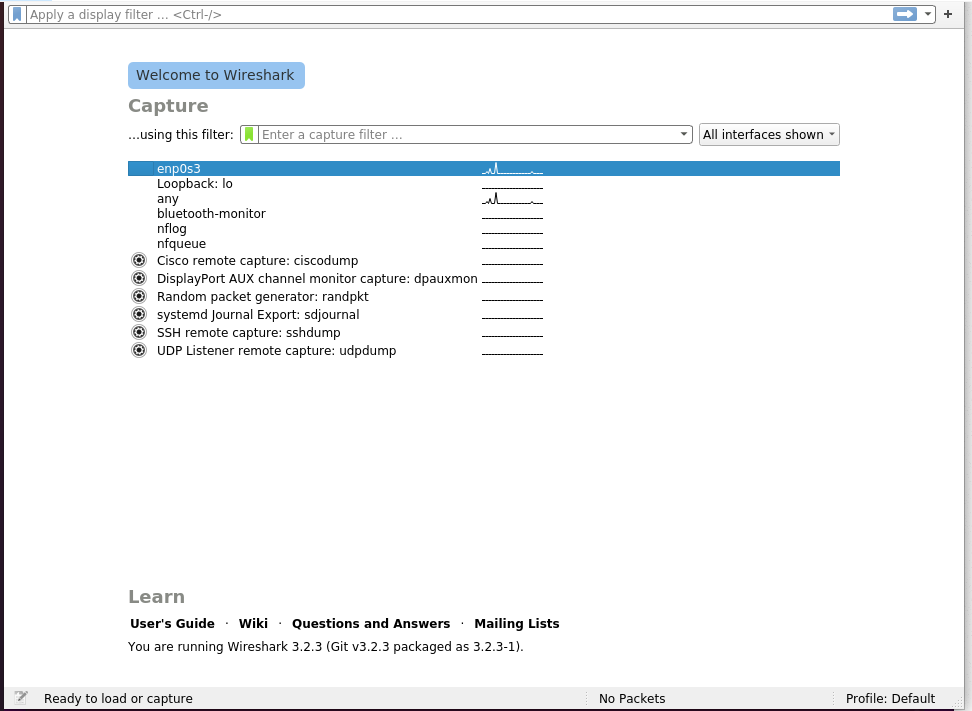 Apply a display filter ... <Ctrl-/>
+
Welcome to Wireshark
Capture
...using this filter: Enter a capture filter ... All interfaces shown
enp0s3
Loopback: lo
any
bluetooth-monitor
nflog
nfqueue
Cisco remote capture: ciscodump
DisplayPort AUX channel monitor capture: dpauxmon
Random packet generator: randpkt
systemd Journal Export: sdjournal
SSH remote capture: sshdump
UDP Listener remote capture: udpdump
Learn
User's Guide · Wiki · Questions and Answers · Mailing Lists
You are running Wireshark 3.2.3 (Git v3.2.3 packaged as 3.2.3-1).
Ready to load or capture No Packets Profile: Default